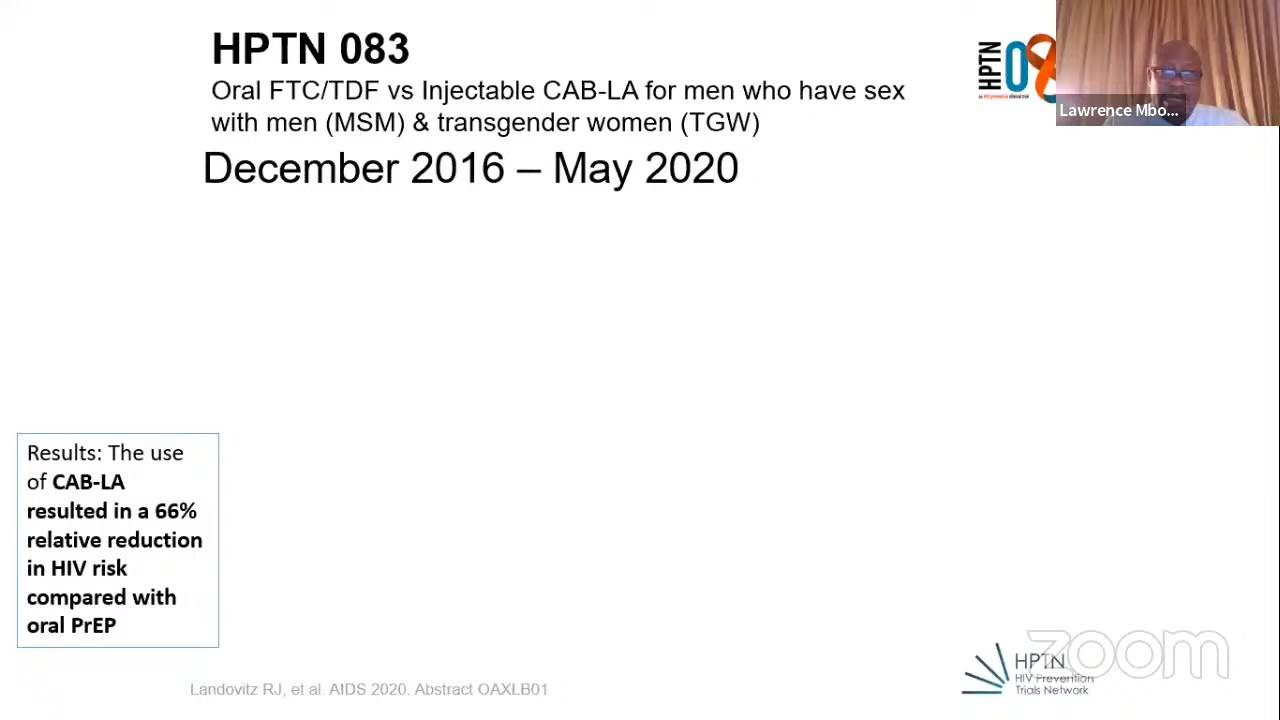 HPTN 083
Oral FTC/TDF vs Injectable CAB-LA for men who have sex
with men (MSM) & transgender women (TGW)
December 2016 – May 2020
HPTN
Lawrence Mbo...
Results: The use
of CAB-LA
resulted in a 66%
relative reduction
in HIV risk
compared with
oral PrEP
Landovitz RJ, et al. AIDS 2020. Abstract OAXLB01
HPTN
HIV Prevention
Trials Network
zoom